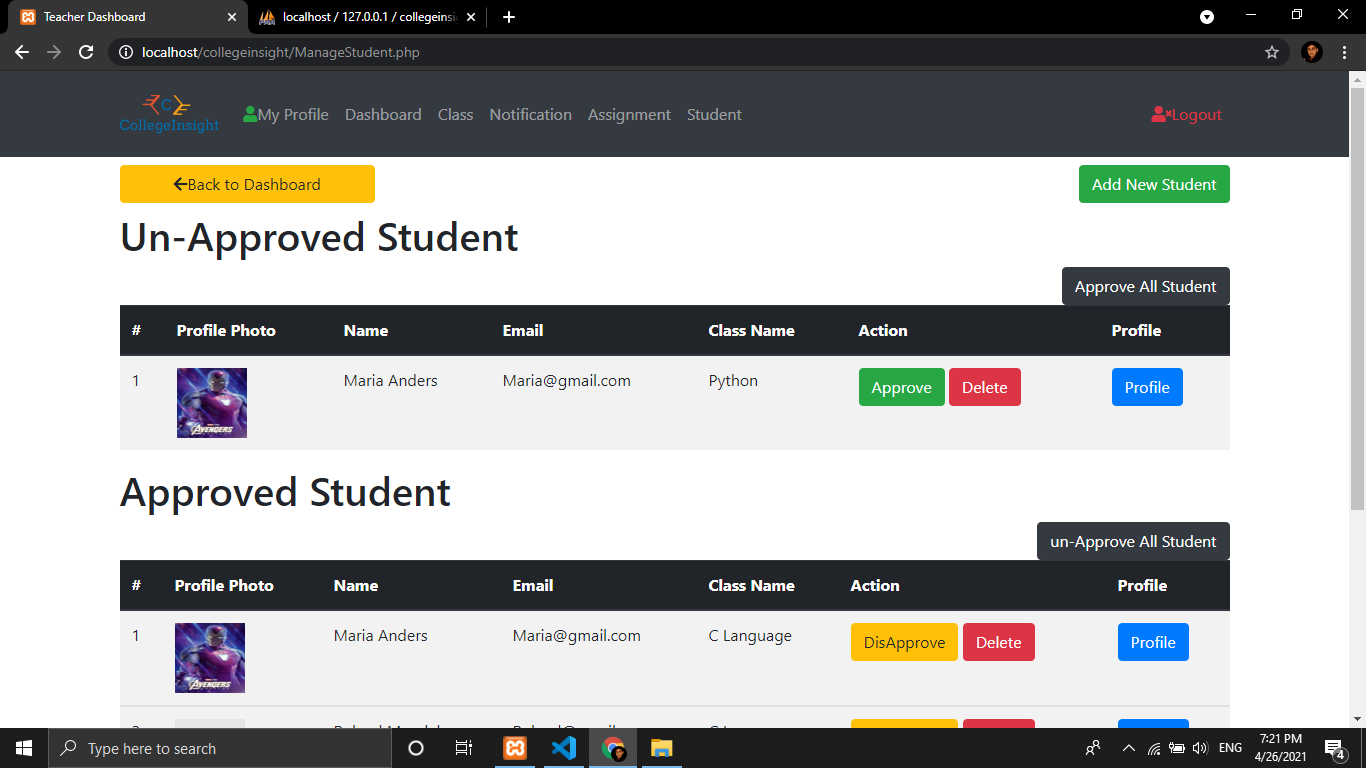 Teacher Dashboard
localhost / 127.0.0.1 / collegeinsi
localhost/collegeinsight/ManageStudent.php
C
CollegeInsight
My Profile Dashboard Class Notification Assignment Student Logout
Back to Dashboard
Add New Student
Un-Approved Student
Approve All Student
# Profile Photo Name Email Class Name Action Profile
1 Maria Anders Maria@gmail.com Python Approve Delete Profile
AVENGERS
Approved Student
un-Approve All Student
# Profile Photo Name Email Class Name Action Profile
1 Maria Anders Maria@gmail.com C Language DisApprove Delete Profile
AVENGERS
Type here to search
ENG
7:21 PM
4/26/2021
4